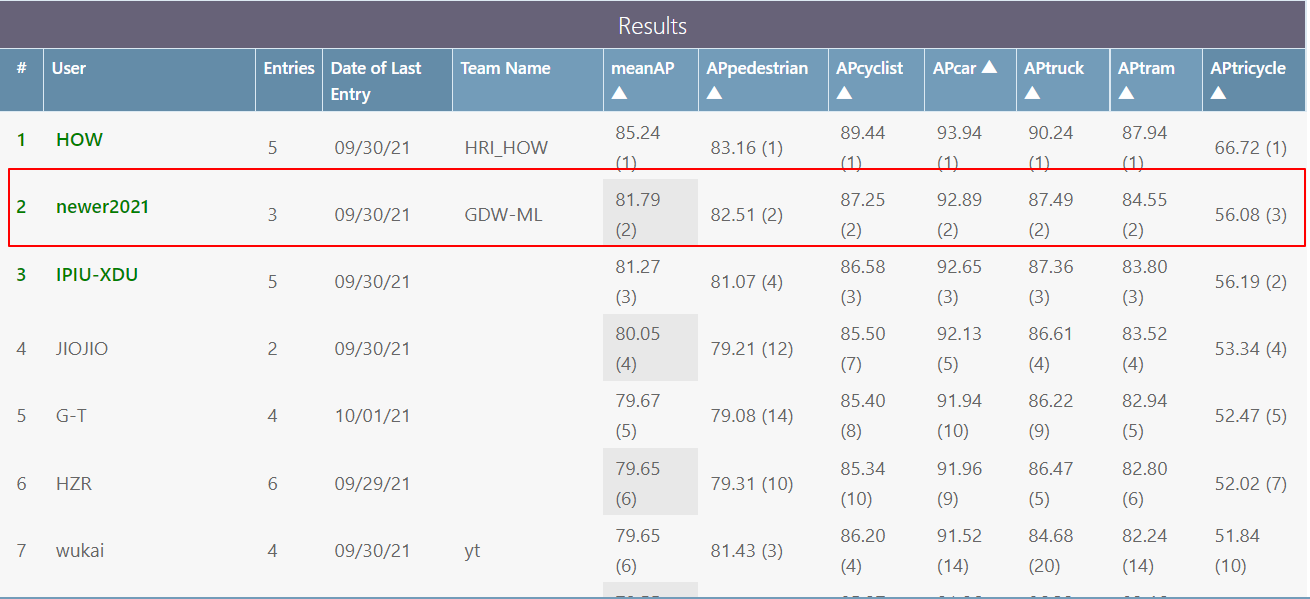 Results
# User Entries Date of Last Entry Team Name meanAP ▲ APpedestrian ▲ APcyclist ▲ APcar ▲ APtruck ▲ APtram ▲ APtricycle ▲
1 HOW 5 09/30/21 HRI_HOW 85.24 (1) 83.16 (1) 89.44 (1) 93.94 (1) 90.24 (1) 87.94 (1) 66.72 (1)
2 newer2021 3 09/30/21 GDW-ML 81.79 (2) 82.51 (2) 87.25 (2) 92.89 (2) 87.49 (2) 84.55 (2) 56.08 (3)
3 IPIU-XDU 5 09/30/21 81.27 (3) 81.07 (4) 86.58 (3) 92.65 (3) 87.36 (3) 83.80 (3) 56.19 (2)
4 JIOJIO 2 09/30/21 80.05 (4) 79.21 (12) 85.50 (7) 92.13 (5) 86.61 (4) 83.52 (4) 53.34 (4)
5 G-T 4 10/01/21 79.67 (5) 79.08 (14) 85.40 (8) 91.94 (10) 86.22 (9) 82.94 (5) 52.47 (5)
6 HZR 6 09/29/21 79.65 (6) 79.31 (10) 85.34 (10) 91.96 (9) 86.47 (5) 82.80 (6) 52.02 (7)
7 wukai 4 09/30/21 yt 79.65 (6) 81.43 (3) 86.20 (4) 91.52 (14) 84.68 (20) 82.24 (14) 51.84 (10)